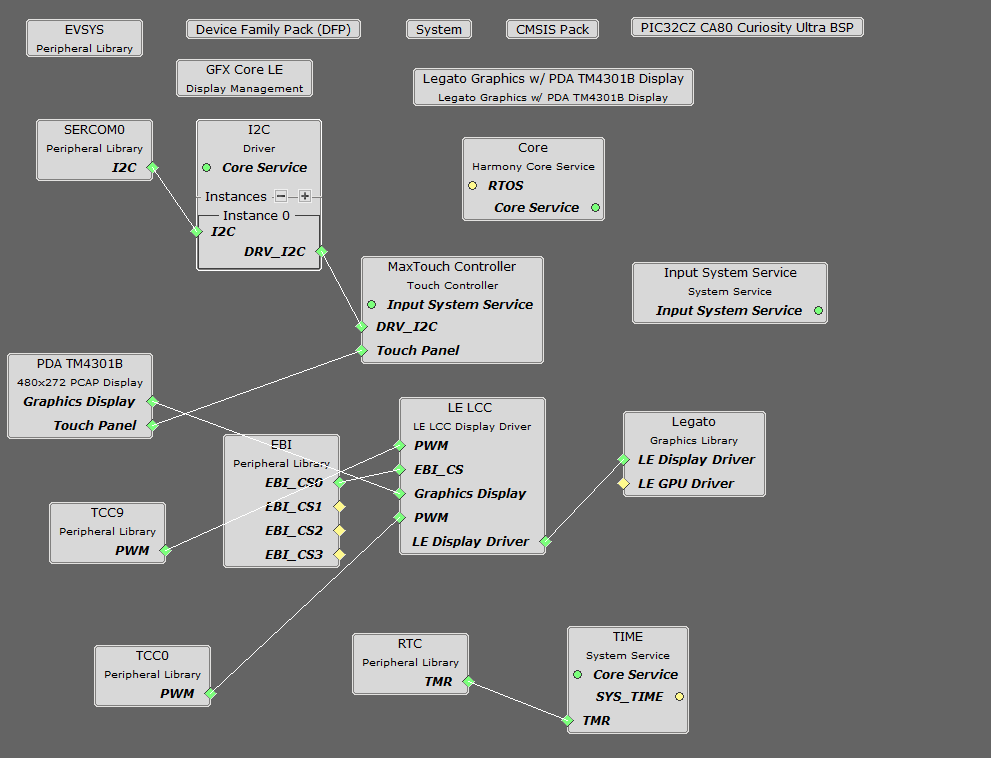 EVSYS
Peripheral Library
Device Family Pack (DFP)
System
CMSIS Pack
PIC32CZ CA80 Curiosity Ultra BSP
GFX Core LE
Display Management
Legato Graphics w/ PDA TM4301B Display
Legato Graphics w/ PDA TM4301B Display
SERCOM0
Peripheral Library
I2C
I2C
Driver
Core Service
Instances
Instance 0
I2C
DRV_I2C
Core
Harmony Core Service
RTOS
Core Service
MaxTouch Controller
Touch Controller
Input System Service
DRV_I2C
Touch Panel
Input System Service
System Service
Input System Service
PDA TM4301B
480x272 PCAP Display
Graphics Display
Touch Panel
EBI
Peripheral Library
EBI_CS0
EBI_CS1
EBI_CS2
EBI_CS3
LE LCC
LE LCC Display Driver
PWM
EBI_CS
Graphics Display
PWM
LE Display Driver
Legato
Graphics Library
LE Display Driver
LE GPU Driver
TCC9
Peripheral Library
PWM
TCC0
Peripheral Library
PWM
RTC
Peripheral Library
TMR
TIME
System Service
Core Service
SYS_TIME
TMR